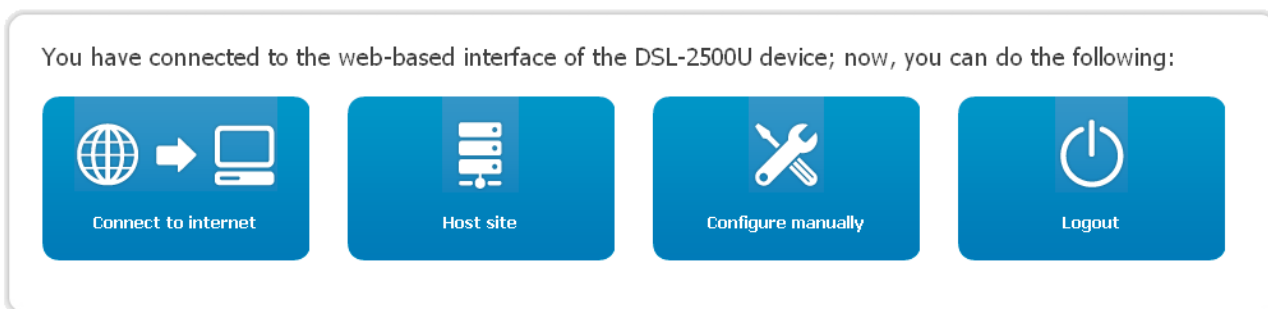 You have connected to the web-based interface of the DSL-2500U device; now, you can do the following:
Connect to internet
Host site
Configure manually
Logout